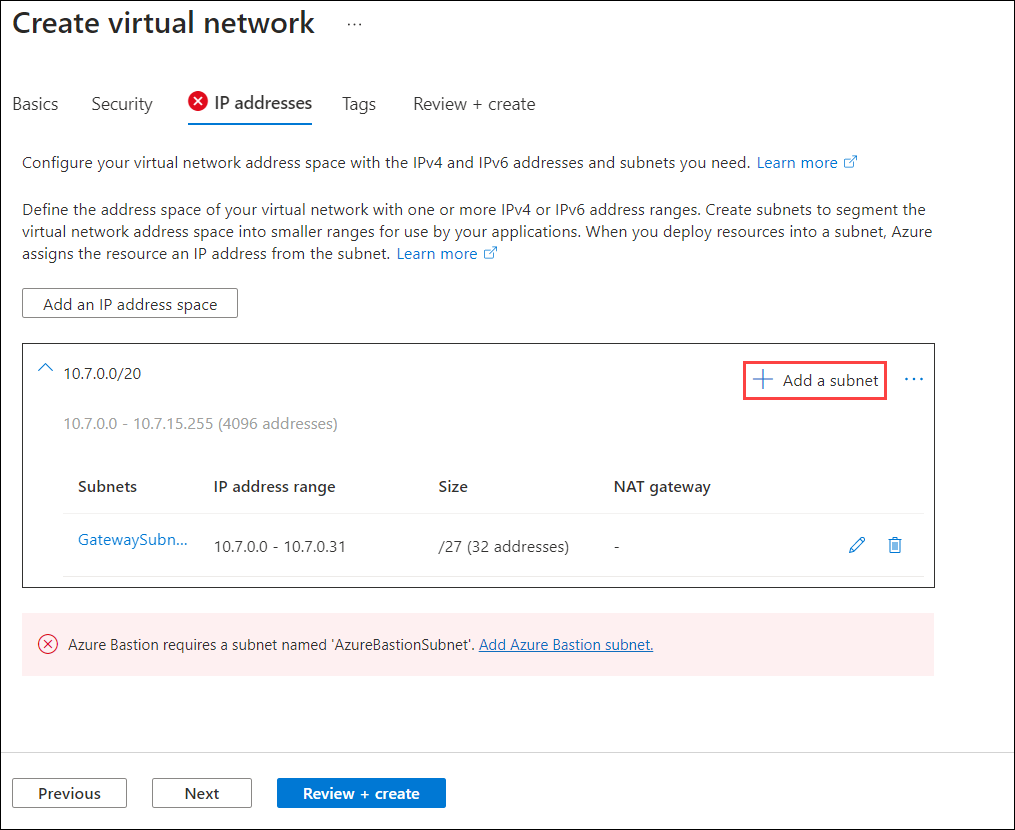 Create virtual network ...
Basics Security IP addresses Tags Review + create
Configure your virtual network address space with the IPv4 and IPv6 addresses and subnets you need. Learn more
Define the address space of your virtual network with one or more IPv4 or IPv6 address ranges. Create subnets to segment the
virtual network address space into smaller ranges for use by your applications. When you deploy resources into a subnet, Azure
assigns the resource an IP address from the subnet. Learn more
Add an IP address space
10.7.0.0/20
+ Add a subnet ...
10.7.0.0 - 10.7.15.255 (4096 addresses)
Subnets IP address range Size NAT gateway
GatewaySubn... 10.7.0.0 - 10.7.0.31 /27 (32 addresses) -
Azure Bastion requires a subnet named 'AzureBastionSubnet'. Add Azure Bastion subnet.
Previous Next Review + create